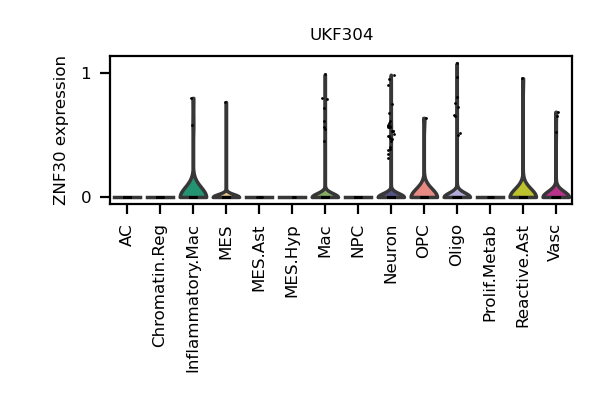 UKF304
ZNF30 expression
1
0
AC
Chromatin.Reg
Inflammatory.Mac
MES
MES.Ast
MES.Hyp
Mac
NPC
Neuron
OPC
Oligo
Prolif.Metab
Reactive.Ast
Vasc